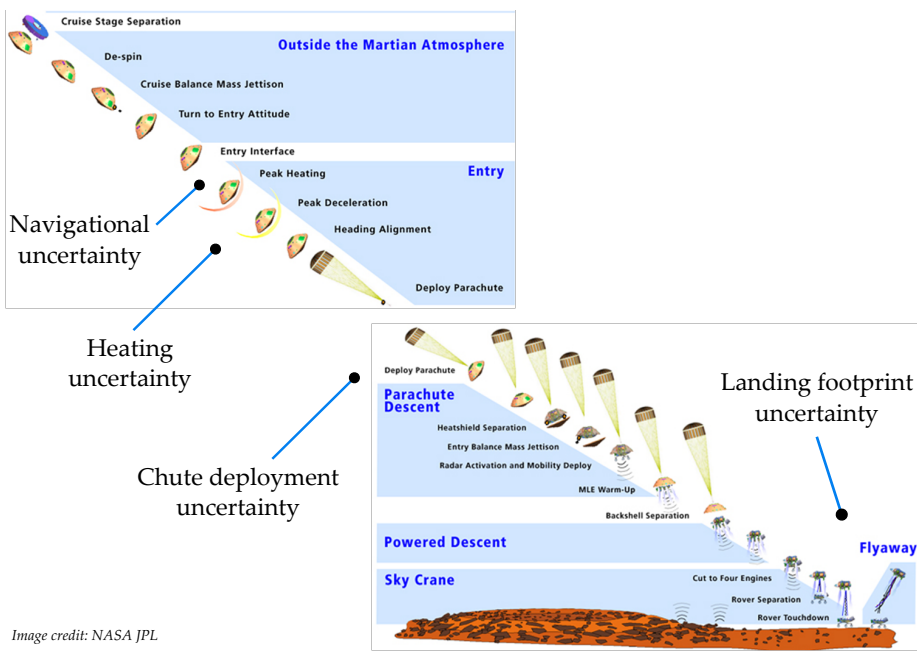 Cruise Stage Separation
Outside the Martian Atmosphere
De-spin
Cruise Balance Mass Jettison
Turn to Entry Attitude
Entry Interface
Entry
Peak Heating
Peak Deceleration
Heading Alignment
Deploy Parachute
Navigational
uncertainty
Heating
uncertainty
Chute deployment
uncertainty
Deploy Parachute
Parachute
Descent
Heatshield Separation
Entry Balance Mass Jettison
Radar Activation and Mobility Deploy
MLE Warm-Up
Backshell Separation
Landing footprint
uncertainty
Powered Descent
Flyaway
Sky Crane
Cut to Four Engines
Rover Separation
Rover Touchdown
Image credit: NASA JPL